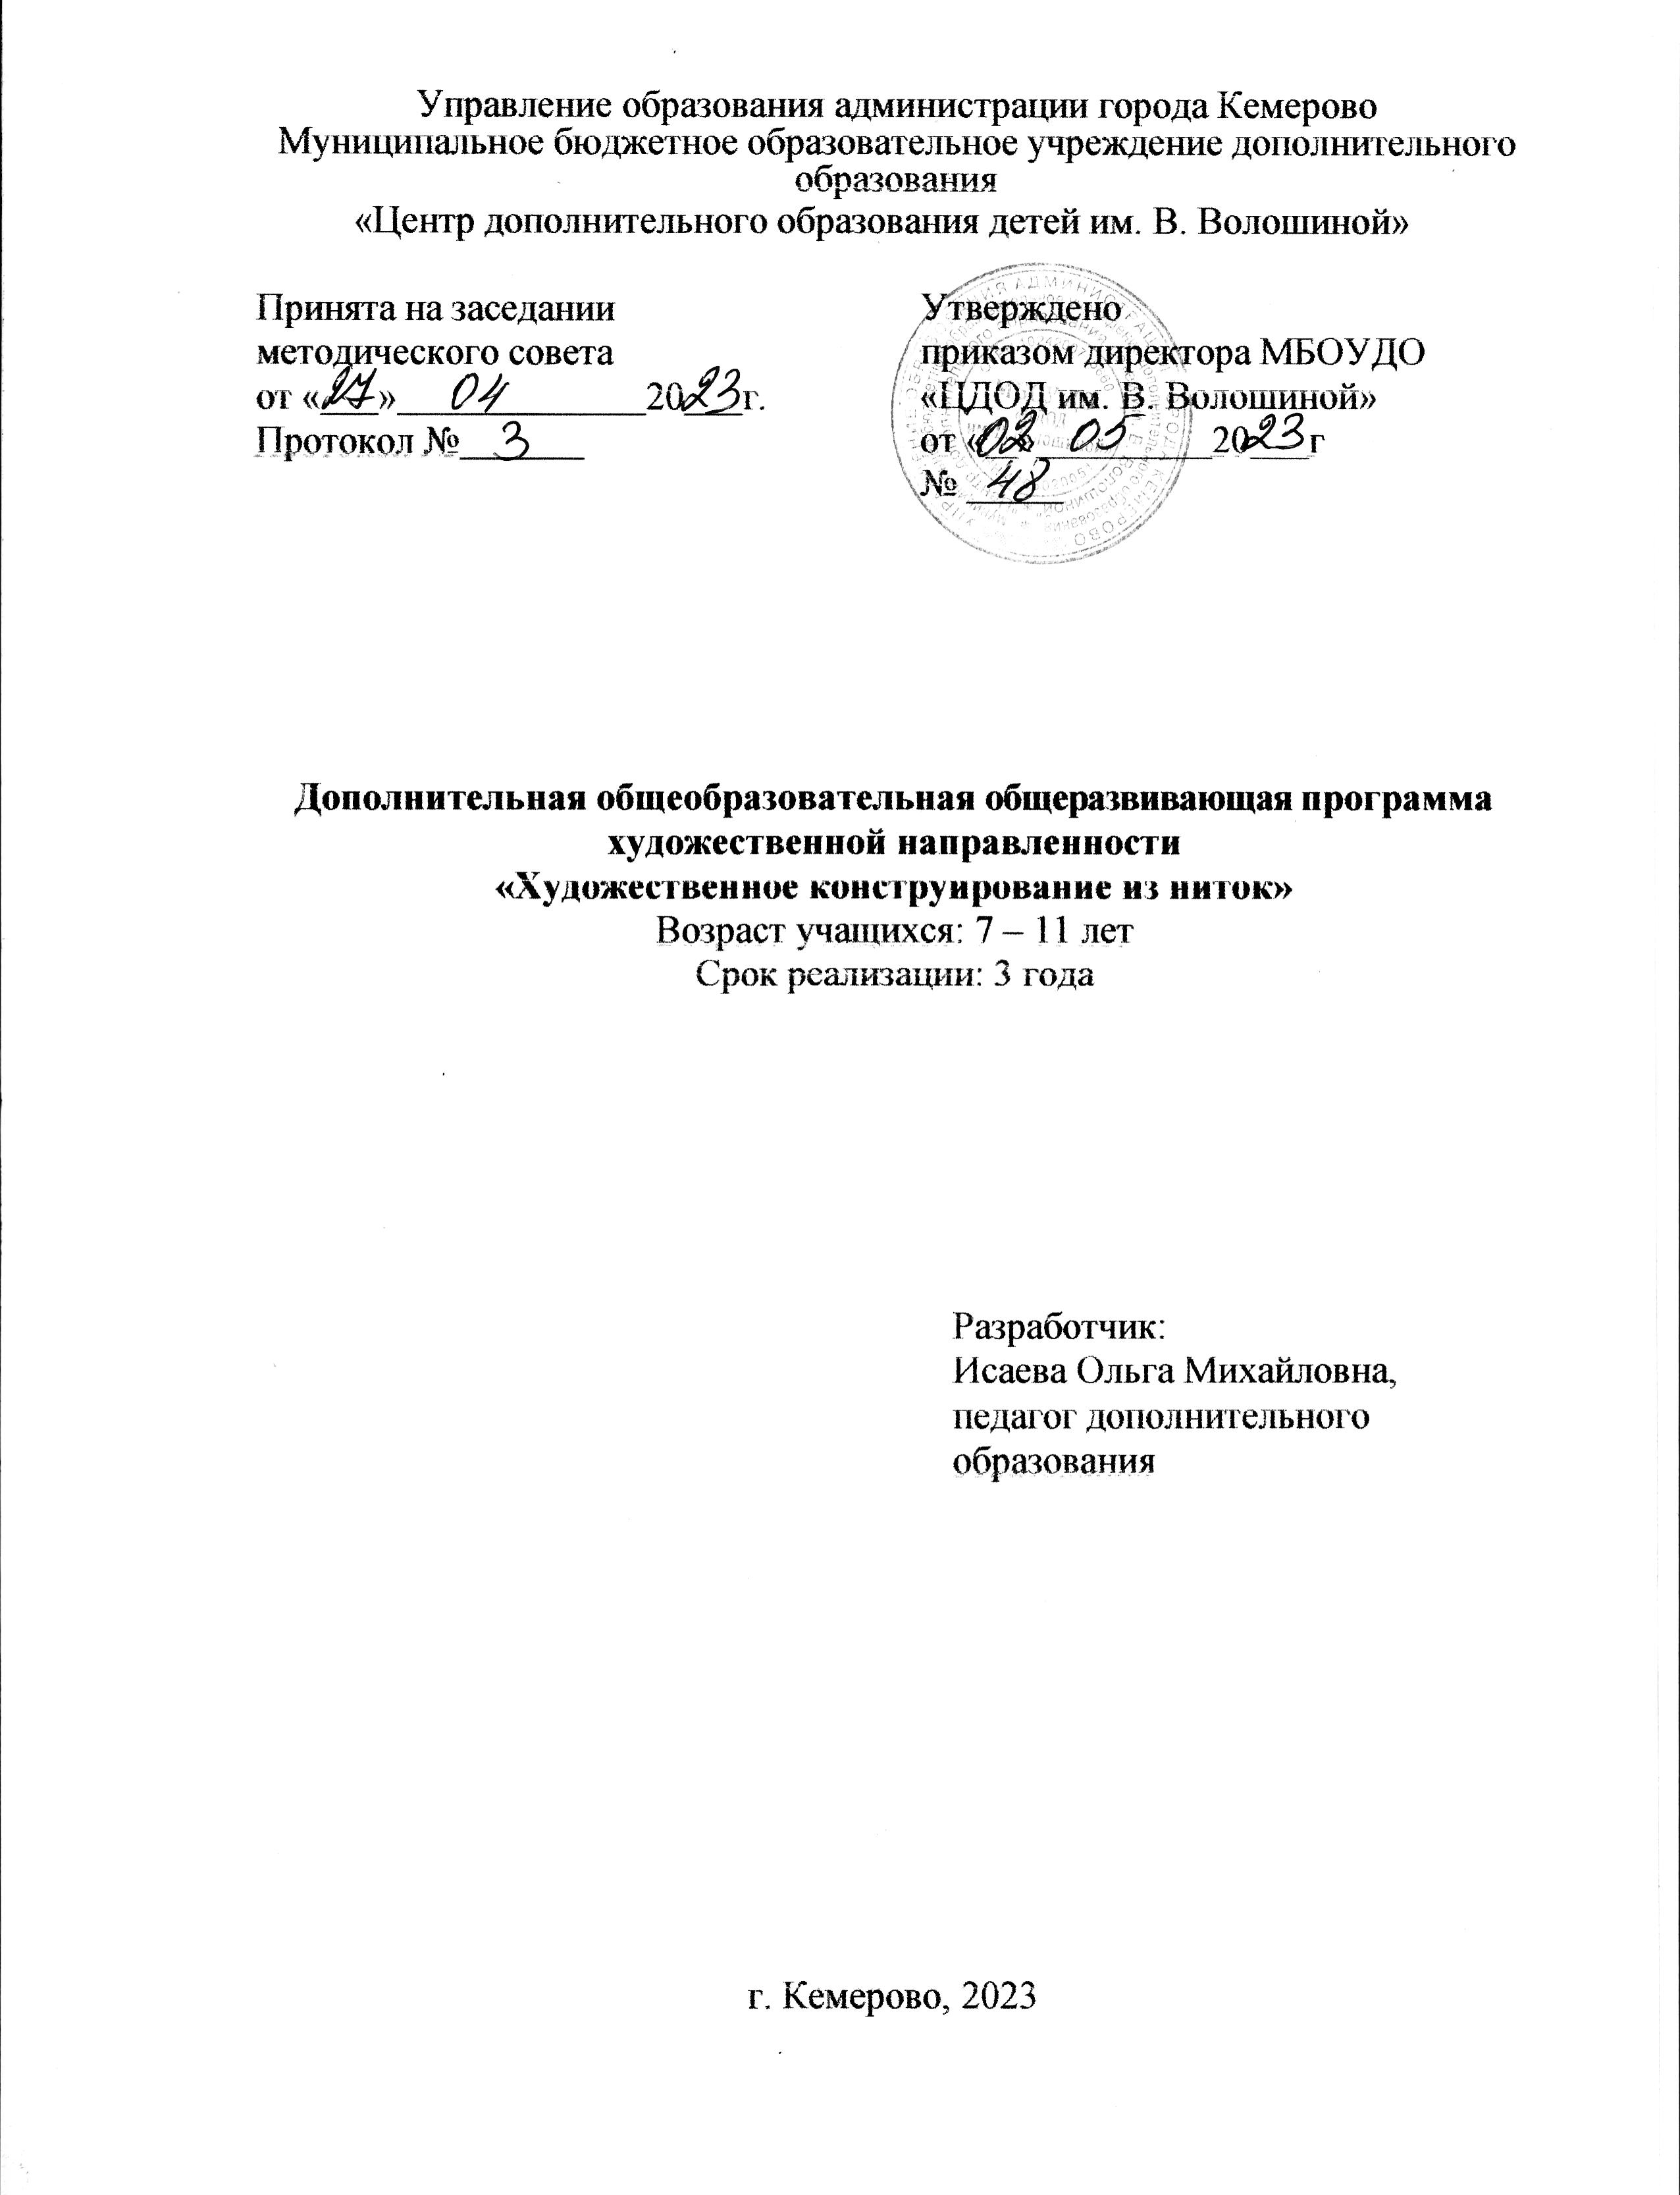 Управление образования администрации города Кемерово
Муниципальное бюджетное образовательное учреждение дополнительного
образования
«Центр дополнительного образования детей им. В. Волошиной»
Принята на заседании
методического совета
от «27» 04 2023г.
Протокол № 3
Утверждено
приказом директора МБОУДО
«ЦДОД им. В. Волошиной»
от «02» 05 2023г
№ 48
Дополнительная общеобразовательная общеразвивающая программа
художественной направленности
«Художественное конструирование из ниток»
Возраст учащихся: 7 – 11 лет
Срок реализации: 3 года
Разработчик:
Исаева Ольга Михайловна,
педагог дополнительного
образования
г. Кемерово, 2023